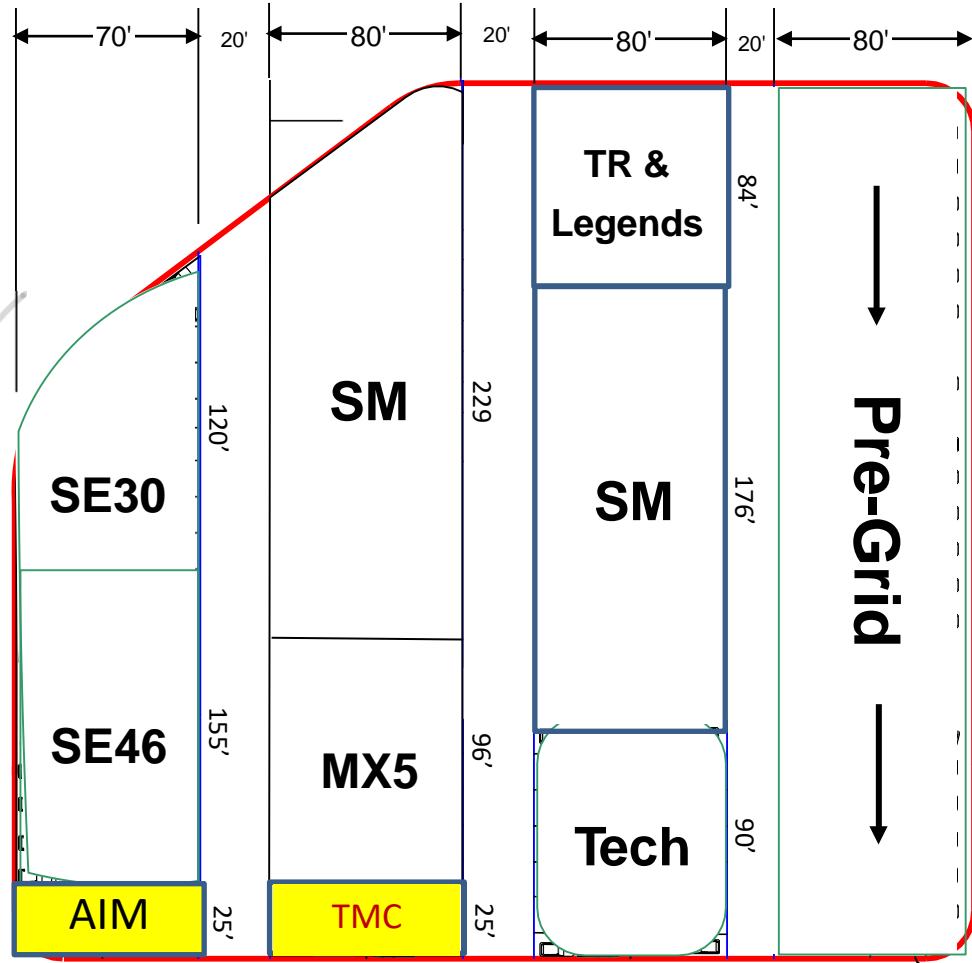 70'
20'
80'
20'
80'
20'
80'
TR &
Legends
84’
SM
229
SM
176’
Pre-Grid
120’
SE30
SE46
155’
MX5
96’
Tech
90’
AIM
25’
TMC
25’